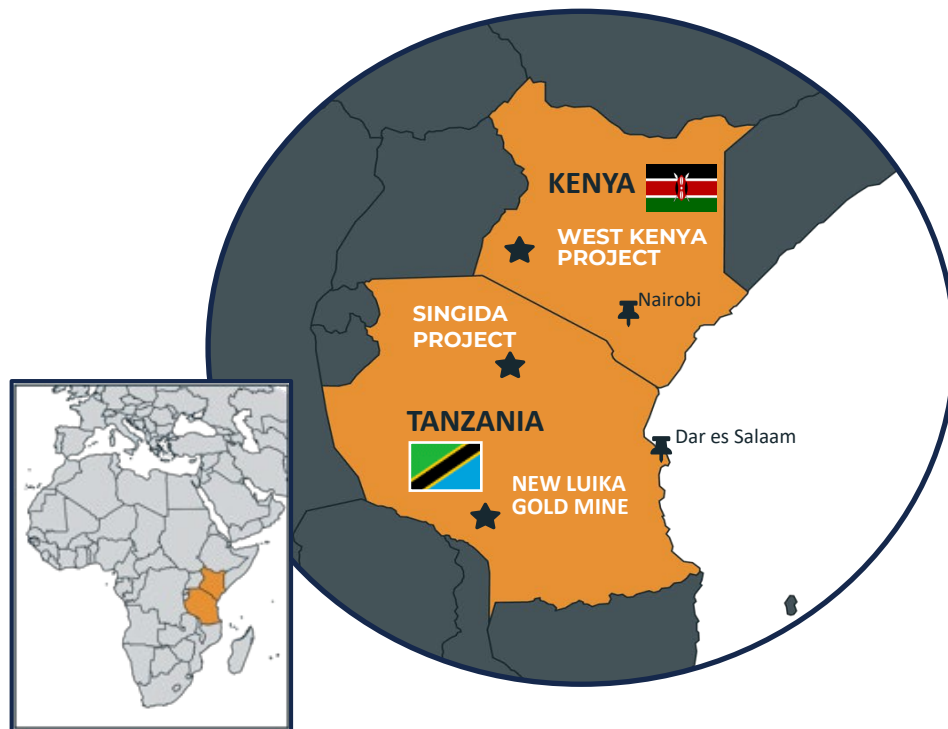 KENYA
WEST KENYA
PROJECT
Nairobi
SINGIDA
PROJECT
TANZANIA
Dar es Salaam
NEW LUIKA
GOLD MINE